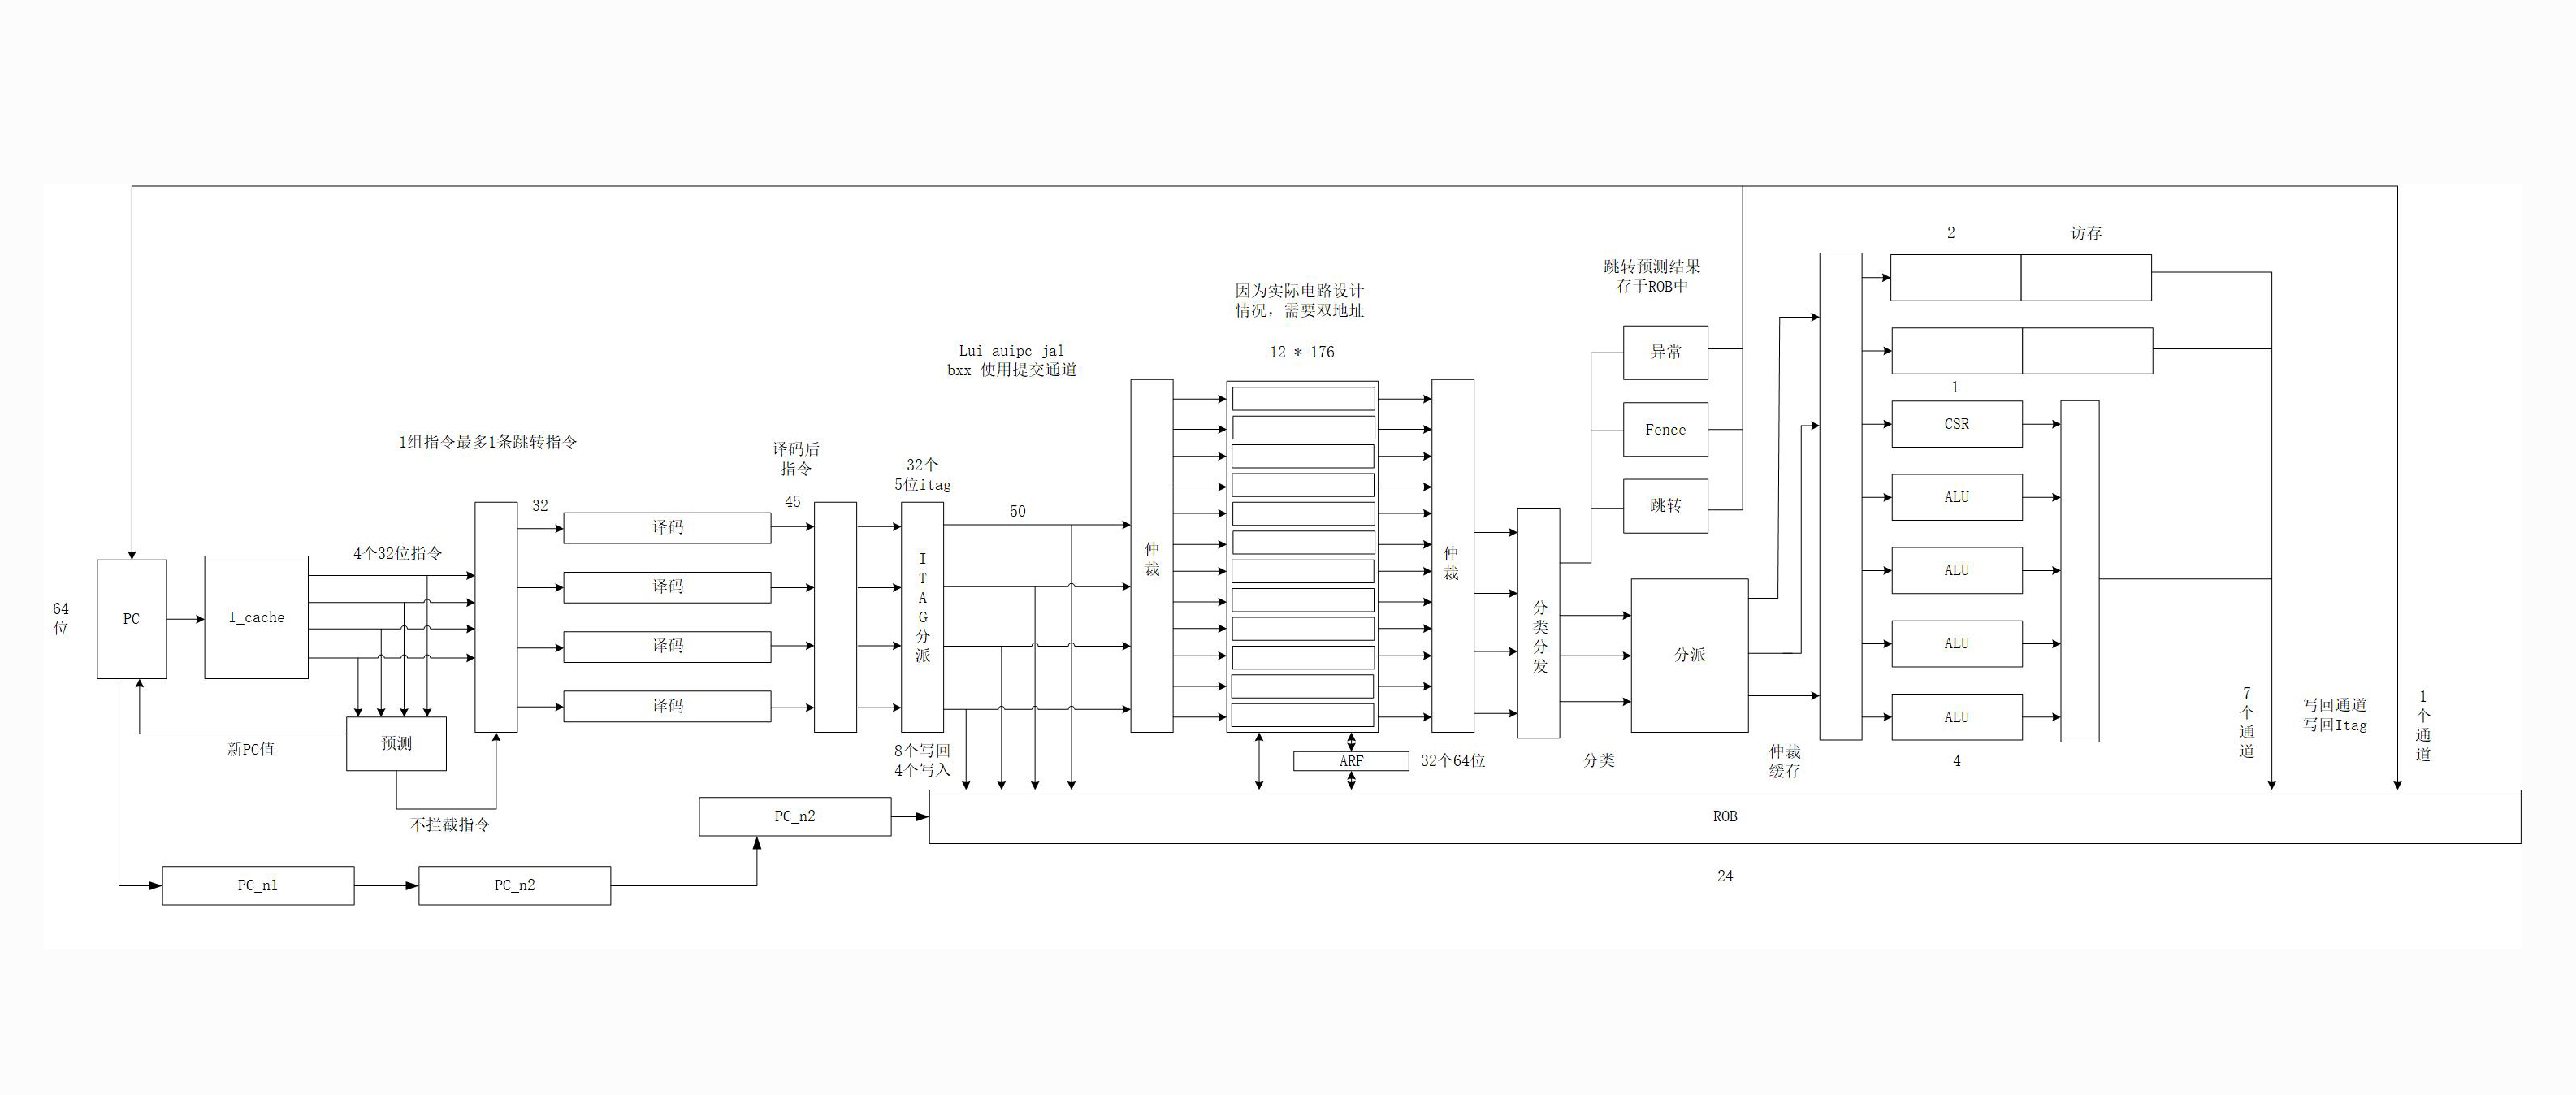 64
位
PC
I_cache
4个32位指令
1组指令最多1条跳转指令
预测
新PC值
不拦截指令
PC_n1
PC_n2
PC_n2
32
译码
译码
译码
译码
译码后
指令
45
32个
5位itag
I
T
A
G
分
派
8个写回
4个写入
50
Lui auipc jal
bxx 使用提交通道
仲
裁
因为实际电路设计
情况，需要双地址
12 * 176
仲
裁
ARF
32个64位
分
类
分
发
分类
跳转预测结果
存于ROB中
异常
Fence
跳转
分派
仲裁
缓存
2
访存
1
CSR
ALU
ALU
ALU
ALU
4
7
个
通
道
写回通道
写回Itag
1
个
通
道
ROB
24